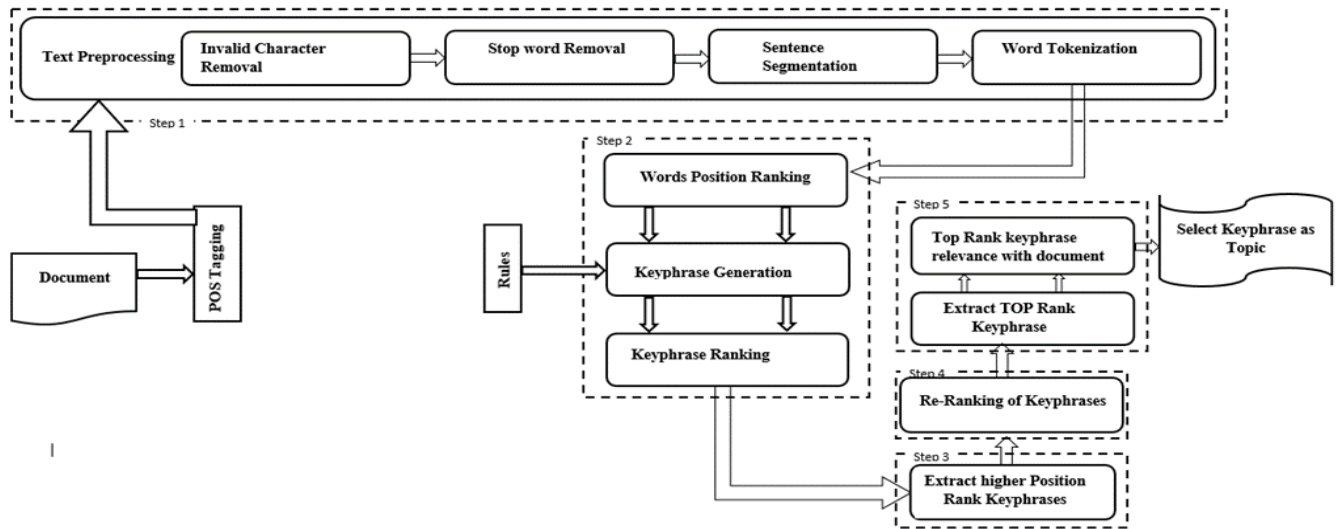 Text Preprocessing
Invalid Character
Removal
Stop word Removal
Sentence
Segmentation
Word Tokenization
Step 1
Document
POS Tagging
Step 2
Words Position Ranking
Rules
Keyphrase Generation
Keyphrase Ranking
Step 3
Extract higher Position
Rank Keyphrases
Step 4
Re-Ranking of Keyphrases
Step 5
Extract TOP Rank
Keyphrase
Top Rank keyphrase
relevance with document
Select Keyphrase as
Topic